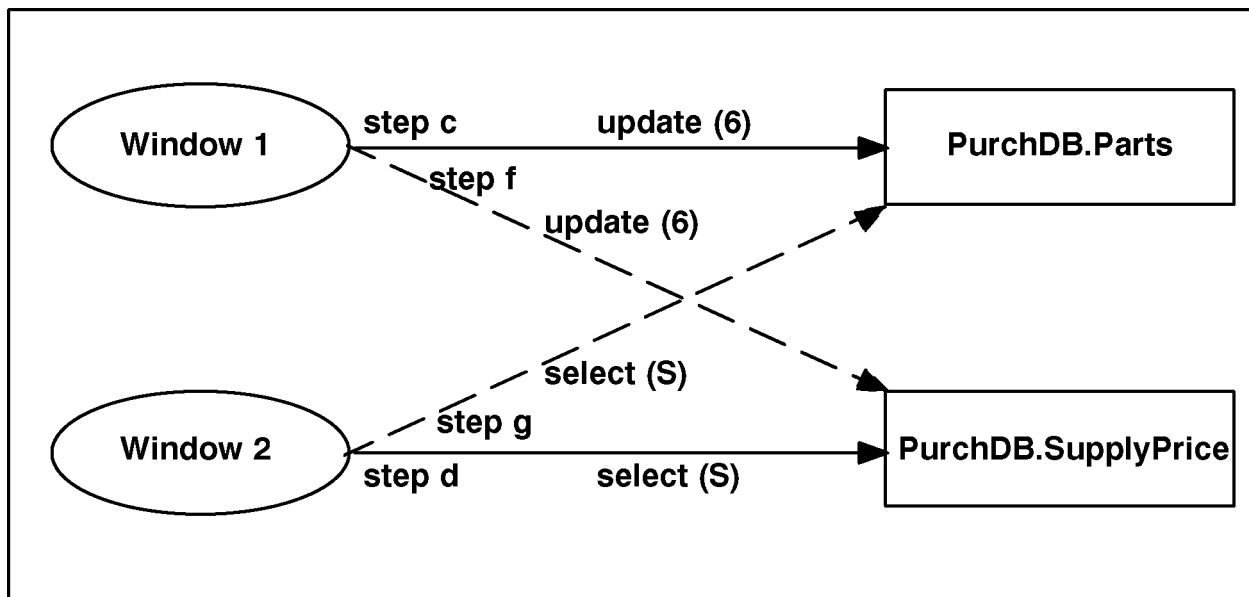 step c update (6)
Window 1 PurchDB.Parts
step f
update (6)
select (S)
step g
Window 2 PurchDB.SupplyPrice
step d select (S)